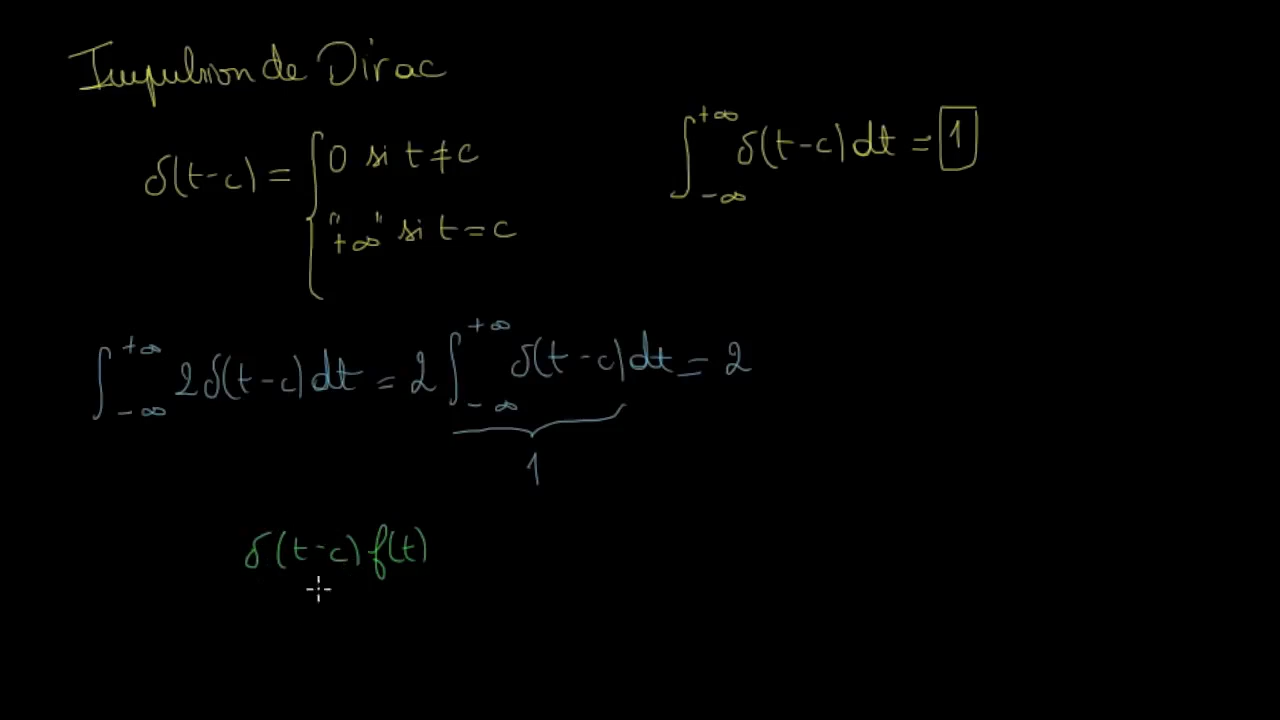 Impulsion de Dirac
δ(t-c) = { 0 si t ≠ c
"+∞" si t = c
∫_{-∞}^{+∞} δ(t-c) dt = 1
∫_{-∞}^{+∞} 2δ(t-c) dt = 2 ∫_{-∞}^{+∞} δ(t-c) dt = 2
1
δ(t-c) f(t)